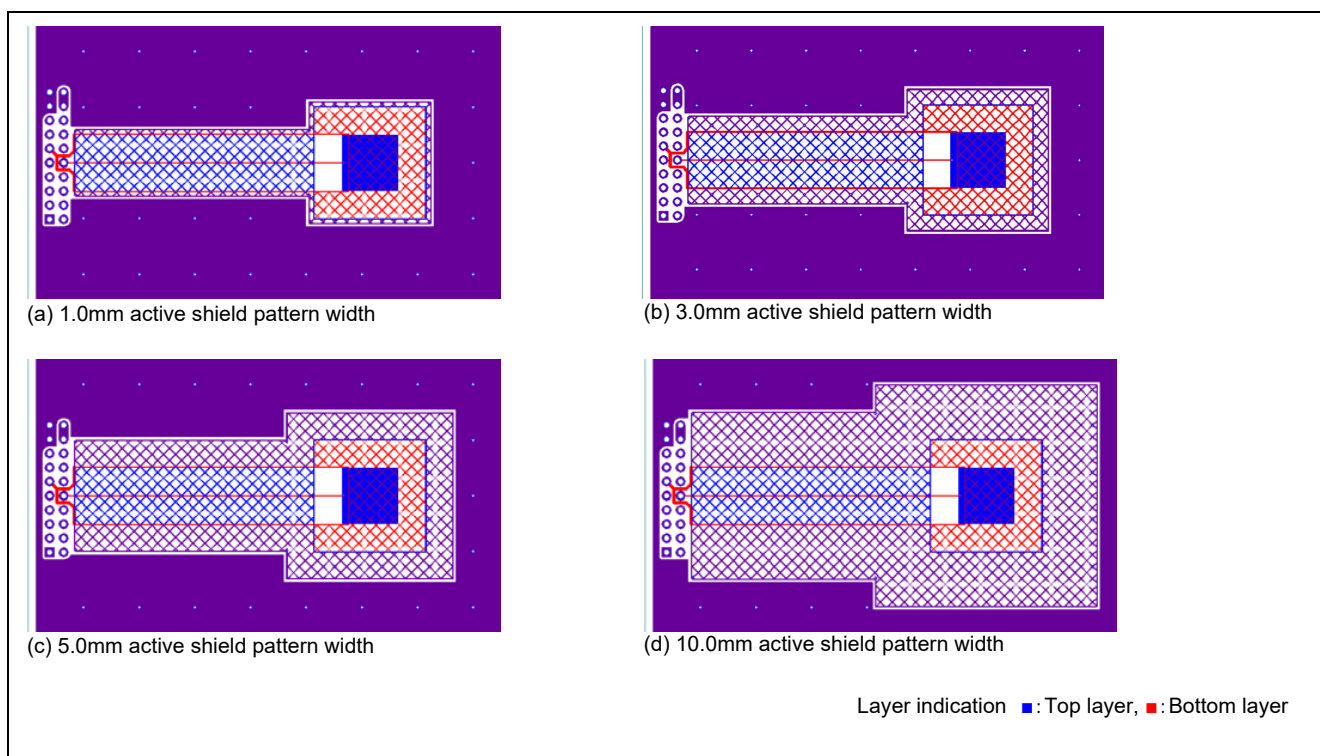 (a) 1.0mm active shield pattern width
(b) 3.0mm active shield pattern width
(c) 5.0mm active shield pattern width
(d) 10.0mm active shield pattern width
Layer indication ■: Top layer, ■: Bottom layer